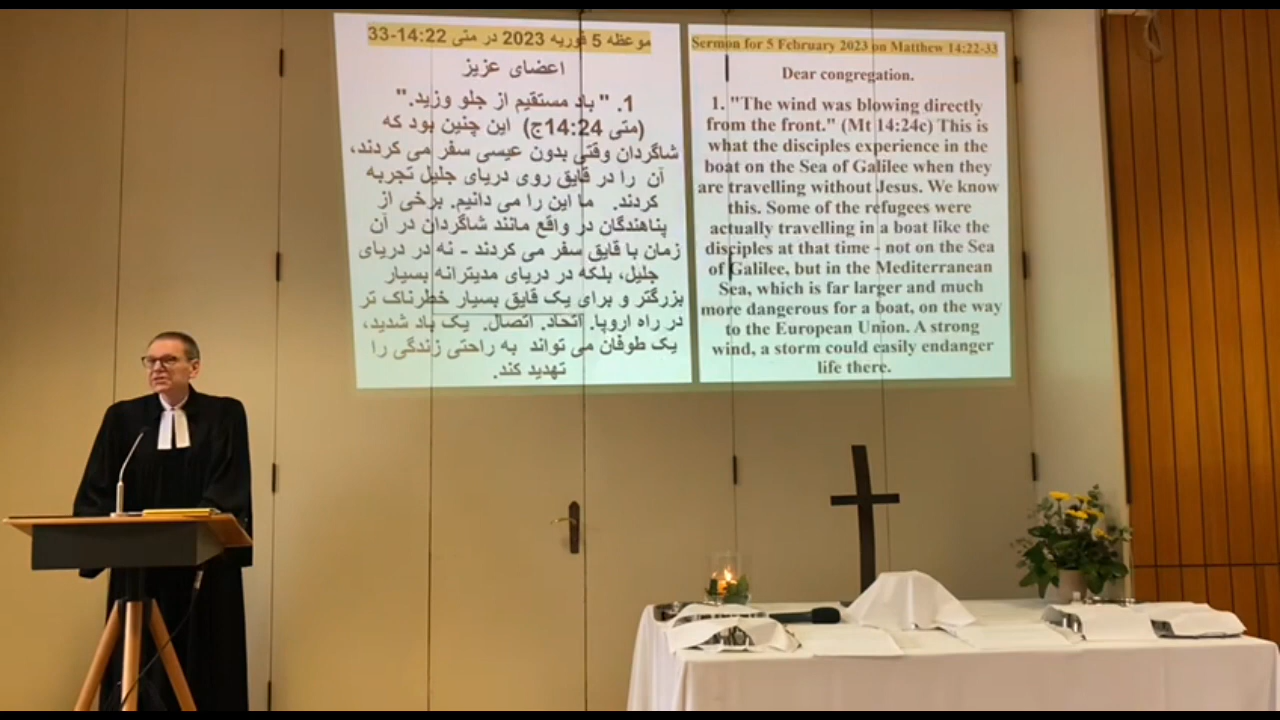 موعظه 5 فوریه 2023 در متی 14:22-33
اعضای عزیز
1. " باد مستقیم از جلو وزید."
(متی 14:24ج) این چنین بود که
شاگردان وقتی بدون عیسی سفر می کردند،
آن را در قایق روی دریای جلیل تجربه
کردند. ما این را می دانیم. برخی از
پناهندگان در واقع مانند شاگردان در آن
زمان با قایق سفر می کردند - نه در دریای
جلیل، بلکه در دریای مدیترانه بسیار
بزرگتر و برای یک قایق بسیار خطرناک تر
در راه اروپا. اتحاد. اتصال. یک باد شدید،
یک طوفان می تواند به راحتی زندگی را
تهدید کند.
Sermon for 5 February 2023 on Matthew 14:22-33
Dear congregation.
1. "The wind was blowing directly
from the front." (Mt 14:24c) This is
what the disciples experience in the
boat on the Sea of Galilee when they
are travelling without Jesus. We know
this. Some of the refugees were
actually travelling in a boat like the
disciples at that time - not on the Sea
of Galilee, but in the Mediterranean
Sea, which is far larger and much
more dangerous for a boat, on the way
to the European Union. A strong
wind, a storm could easily endanger
life there.